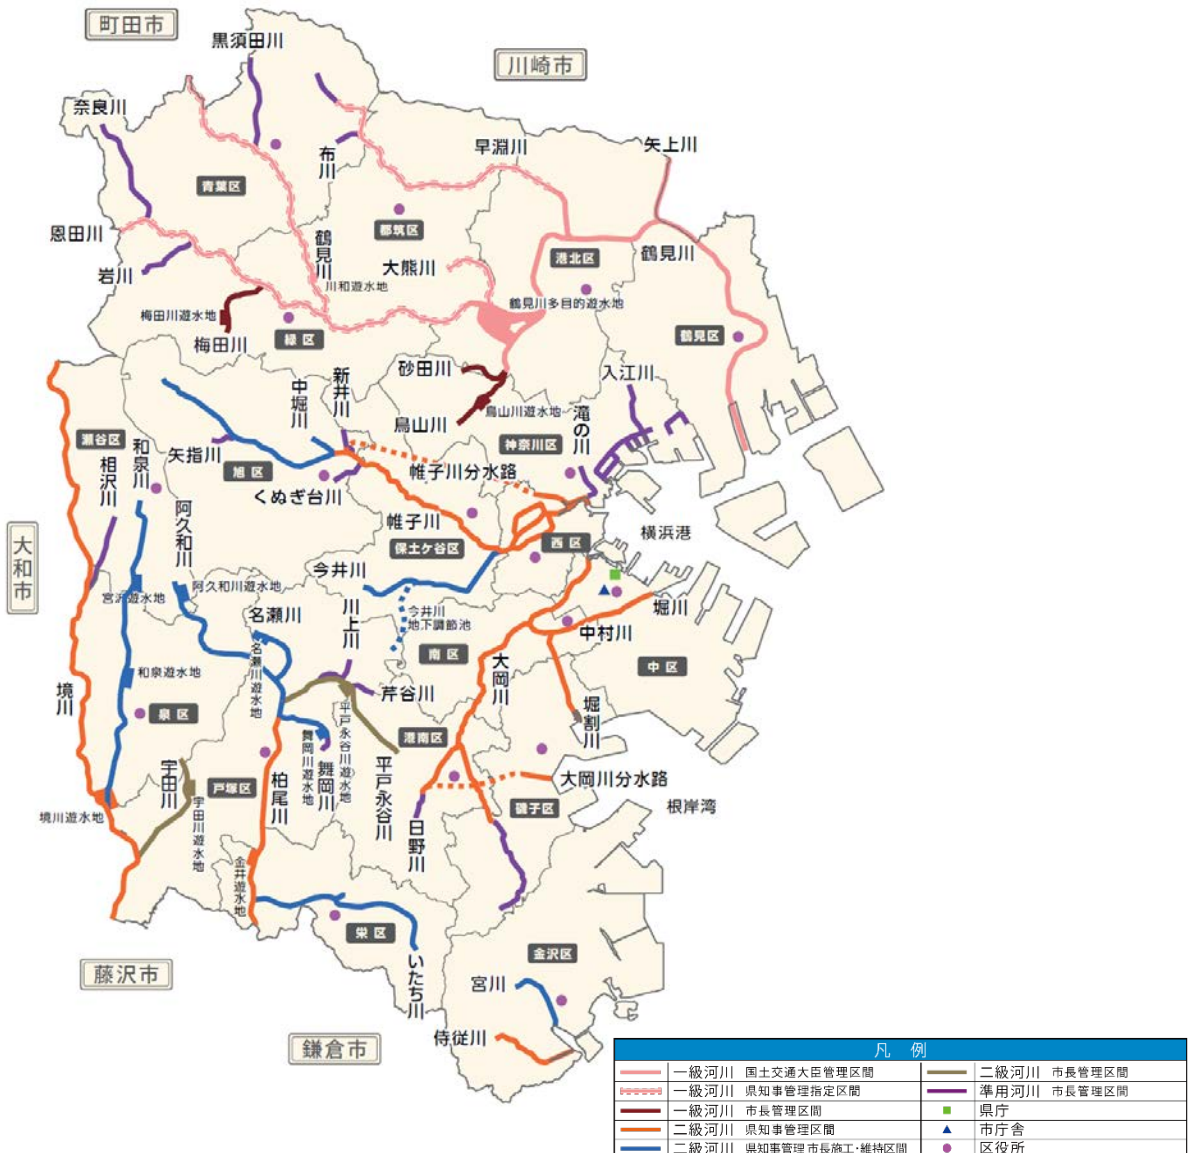 町田市
黒須田川
川崎市
奈良川
布川
早淵川
矢上川
青葉区
恩田川
都筑区
鶴見川
港北区
鶴見川
岩川
大熊川
川和遊水地
鶴見川多目的遊水地
梅田川遊水地
緑区
梅田川
鶴見区
砂田川
入江川
新井川
中堀川
鳥山川遊水地
鳥山川
滝の川
瀬谷区
和泉川
神奈川区
矢指川
相沢川
旭区
帷子川分水路
くぬぎ台川
阿久和川
帷子川
横浜港
大和市
保土ケ谷区
西区
今井川
宮沢遊水地
阿久和川遊水地
川上川
今井川
地下調節池
名瀬川
堀川
中村川
名瀬川遊水地
南区
中区
和泉遊水地
大岡川
芹谷川
境川
泉区
堀割川
平戸永谷川遊水地
舞岡川遊水地
舞岡川
港南区
宇田川
柏尾川
平戸永谷川
大岡川分水路
戸塚区
磯子区
根岸湾
境川遊水地
宇田川遊水地
日野川
金井遊水地
栄区
金沢区
藤沢市
いたち川
宮川
侍従川
鎌倉市
凡例
一級河川 国土交通大臣管理区間
二級河川 市長管理区間
一級河川 県知事管理指定区間
準用河川 市長管理区間
一級河川 市長管理区間
県庁
二級河川 県知事管理区間
市庁舎
二級河川 県知事管理 市長施工・維持区間
区役所